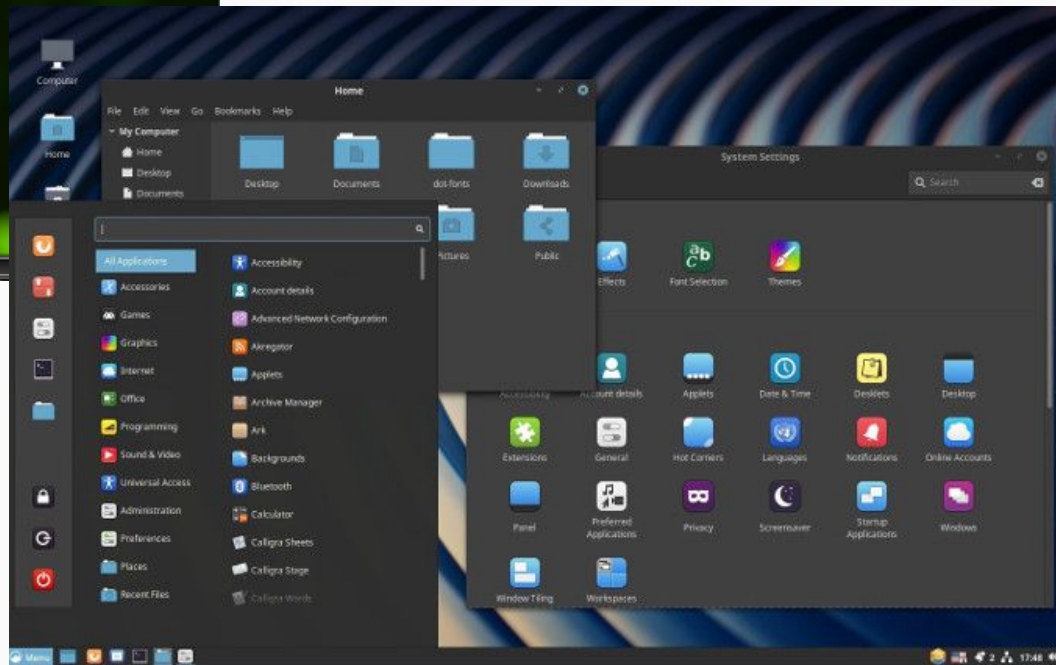 Computer
Home
Home
File Edit View Go Bookmarks Help
My Computer
Home
Desktop
Documents
Desktop
Documents
dot-fonts
Downloads
Pictures
Public
System Settings
Search
Effects
Font Selection
Themes
Accessibility
Account details
Applets
Date & Time
Desklets
Desktop
Extensions
General
Hot Corners
Languages
Notifications
Online Accounts
Panel
Preferred
Applications
Privacy
Screensaver
Startup
Applications
Windows
Window Tiling
Workspaces
All Applications
Accessories
Games
Graphics
Internet
Office
Programming
Sound & Video
Universal Access
Administration
Preferences
Places
Recent Files
Accessibility
Account details
Advanced Network Configuration
Akregator
Applets
Archive Manager
Ark
Backgrounds
Bluetooth
Calculator
Calligra Sheets
Calligra Stage
Calligra Words
Menu
2
17:48